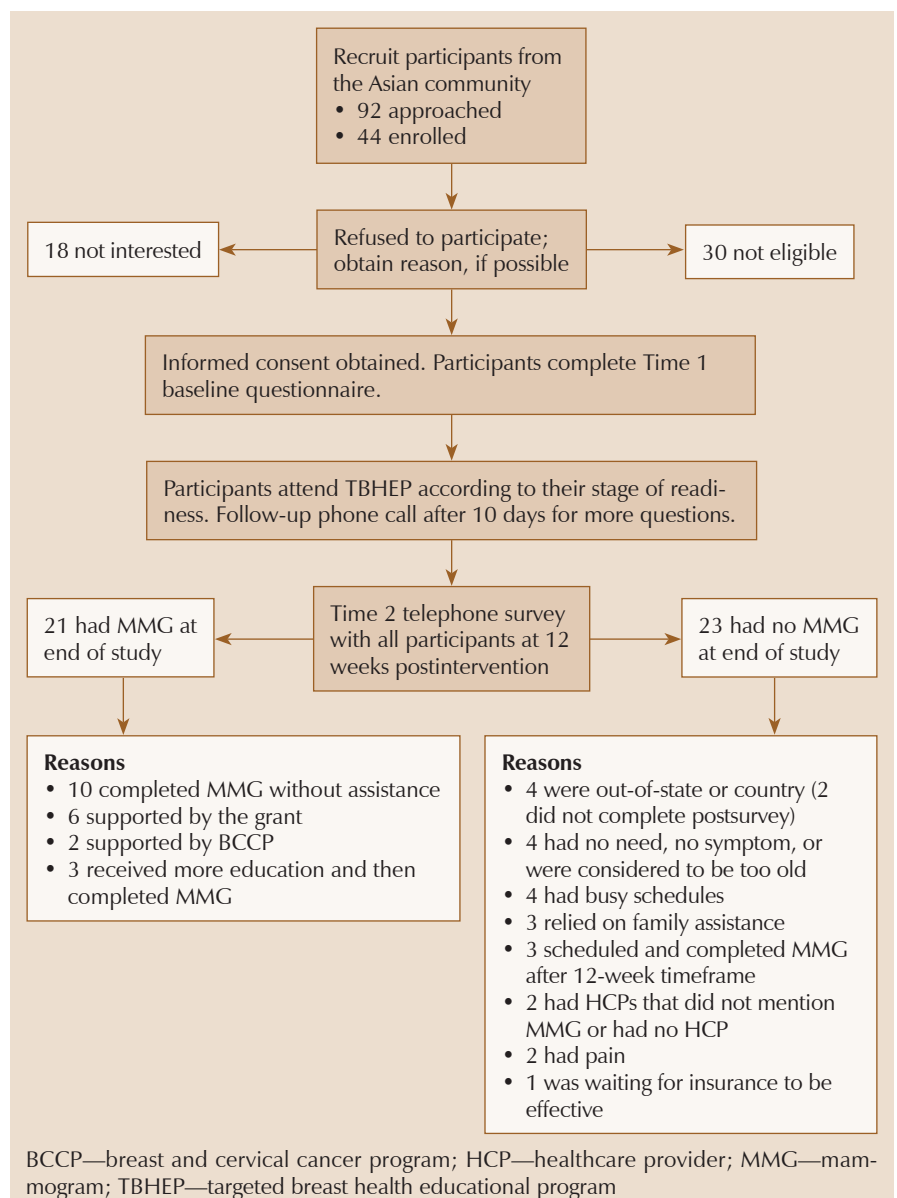 Recruit participants from
the Asian community
• 92 approached
• 44 enrolled
18 not interested
Refused to participate;
obtain reason, if possible
30 not eligible
Informed consent obtained. Participants complete Time 1
baseline questionnaire.
Participants attend TBHEP according to their stage of readi-
ness. Follow-up phone call after 10 days for more questions.
21 had MMG at
end of study
Time 2 telephone survey
with all participants at 12
weeks postintervention
23 had no MMG
at end of study
Reasons
• 10 completed MMG without assistance
• 6 supported by the grant
• 2 supported by BCCP
• 3 received more education and then
completed MMG
Reasons
• 4 were out-of-state or country (2
did not complete postsurvey)
• 4 had no need, no symptom, or
were considered to be too old
• 4 had busy schedules
• 3 relied on family assistance
• 3 scheduled and completed MMG
after 12-week timeframe
• 2 had HCPs that did not mention
MMG or had no HCP
• 2 had pain
• 1 was waiting for insurance to be
effective
BCCP—breast and cervical cancer program; HCP—healthcare provider; MMG—mam-
mogram; TBHEP—targeted breast health educational program